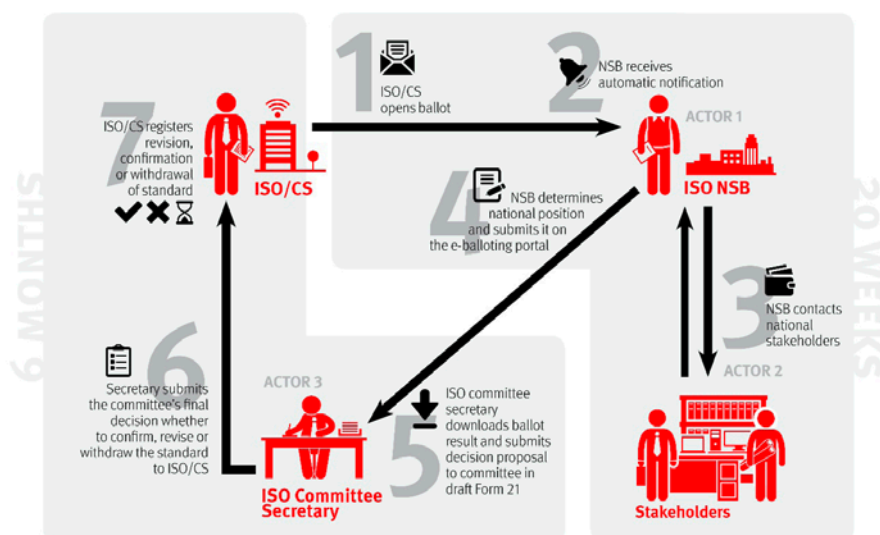 1
ISO/CS
opens ballot
2
NSB receives
automatic notification
ACTOR 1
ISO NSB
7
ISO/CS registers
revision,
confirmation
or withdrawal
of standard
ISO/CS
4
NSB determines
national position
and submits it on
the e-balloting portal
3
NSB contacts
national
stakeholders
ACTOR 2
Stakeholders
6 MONTHS
20 WEEKS
6
Secretary submits
the committee's final
decision whether
to confirm, revise or
withdraw the standard
to ISO/CS
ACTOR 3
ISO Committee
Secretary
5
ISO committee
secretary
downloads ballot
result and submits
decision proposal
to committee in
draft Form 21